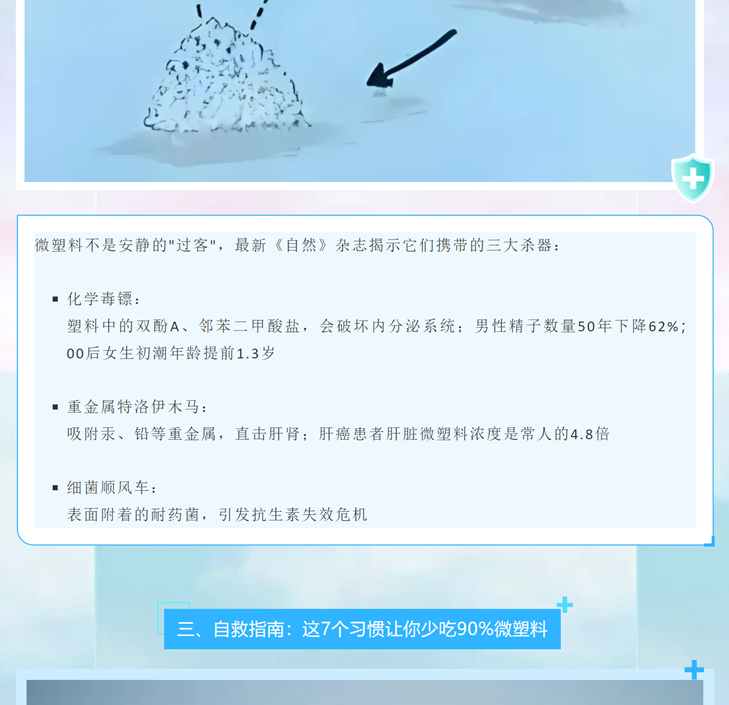 微塑料不是安静的"过客"，最新《自然》杂志揭示它们携带的三大杀器：
▪ 化学毒镖：
塑料中的双酚A、邻苯二甲酸盐，会破坏内分泌系统；男性精子数量50年下降62%；
00后女生初潮年龄提前1.3岁
▪ 重金属特洛伊木马：
吸附汞、铅等重金属，直击肝肾；肝癌患者肝脏微塑料浓度是常人的4.8倍
▪ 细菌顺风车：
表面附着的耐药菌，引发抗生素失效危机
三、自救指南：这7个习惯让你少吃90%微塑料